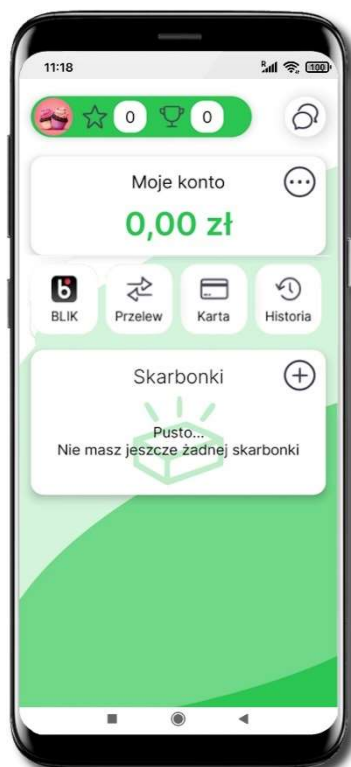 11:18
R
100
0
0
Moje konto
0,00 zł
BLIK
Przelew
Karta
Historia
Skarbonki
Pusto...
Nie masz jeszcze żadnej skarbonki